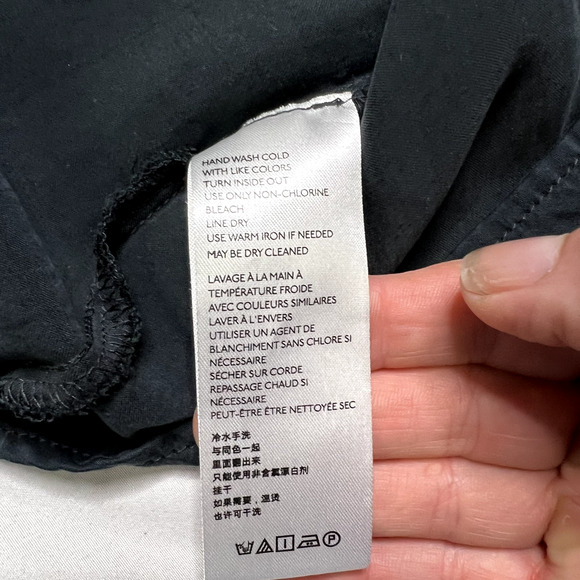 HAND WASH COLD
WITH LIKE COLORS
TURN INSIDE OUT
USE ONLY NON-CHLORINE
BLEACH
LINE DRY
USE WARM IRON IF NEEDED
MAY BE DRY CLEANED
LAVAGE À LA MAIN À
TEMPÉRATURE FROIDE
AVEC COULEURS SIMILAIRES
LAVER À L'ENVERS
UTILISER UN AGENT DE
BLANCHIMENT SANS CHLORE SI
NÉCESSAIRE
SÉCHER SUR CORDE
REPASSAGE CHAUD SI
NÉCESSAIRE
PEUT-ÊTRE ÊTRE NETTOYÉE SEC
冷水手洗
与同色一起
里面翻出来
只能使用非含氯漂白剂
挂干
如果需要，温烫
也许可干洗
P